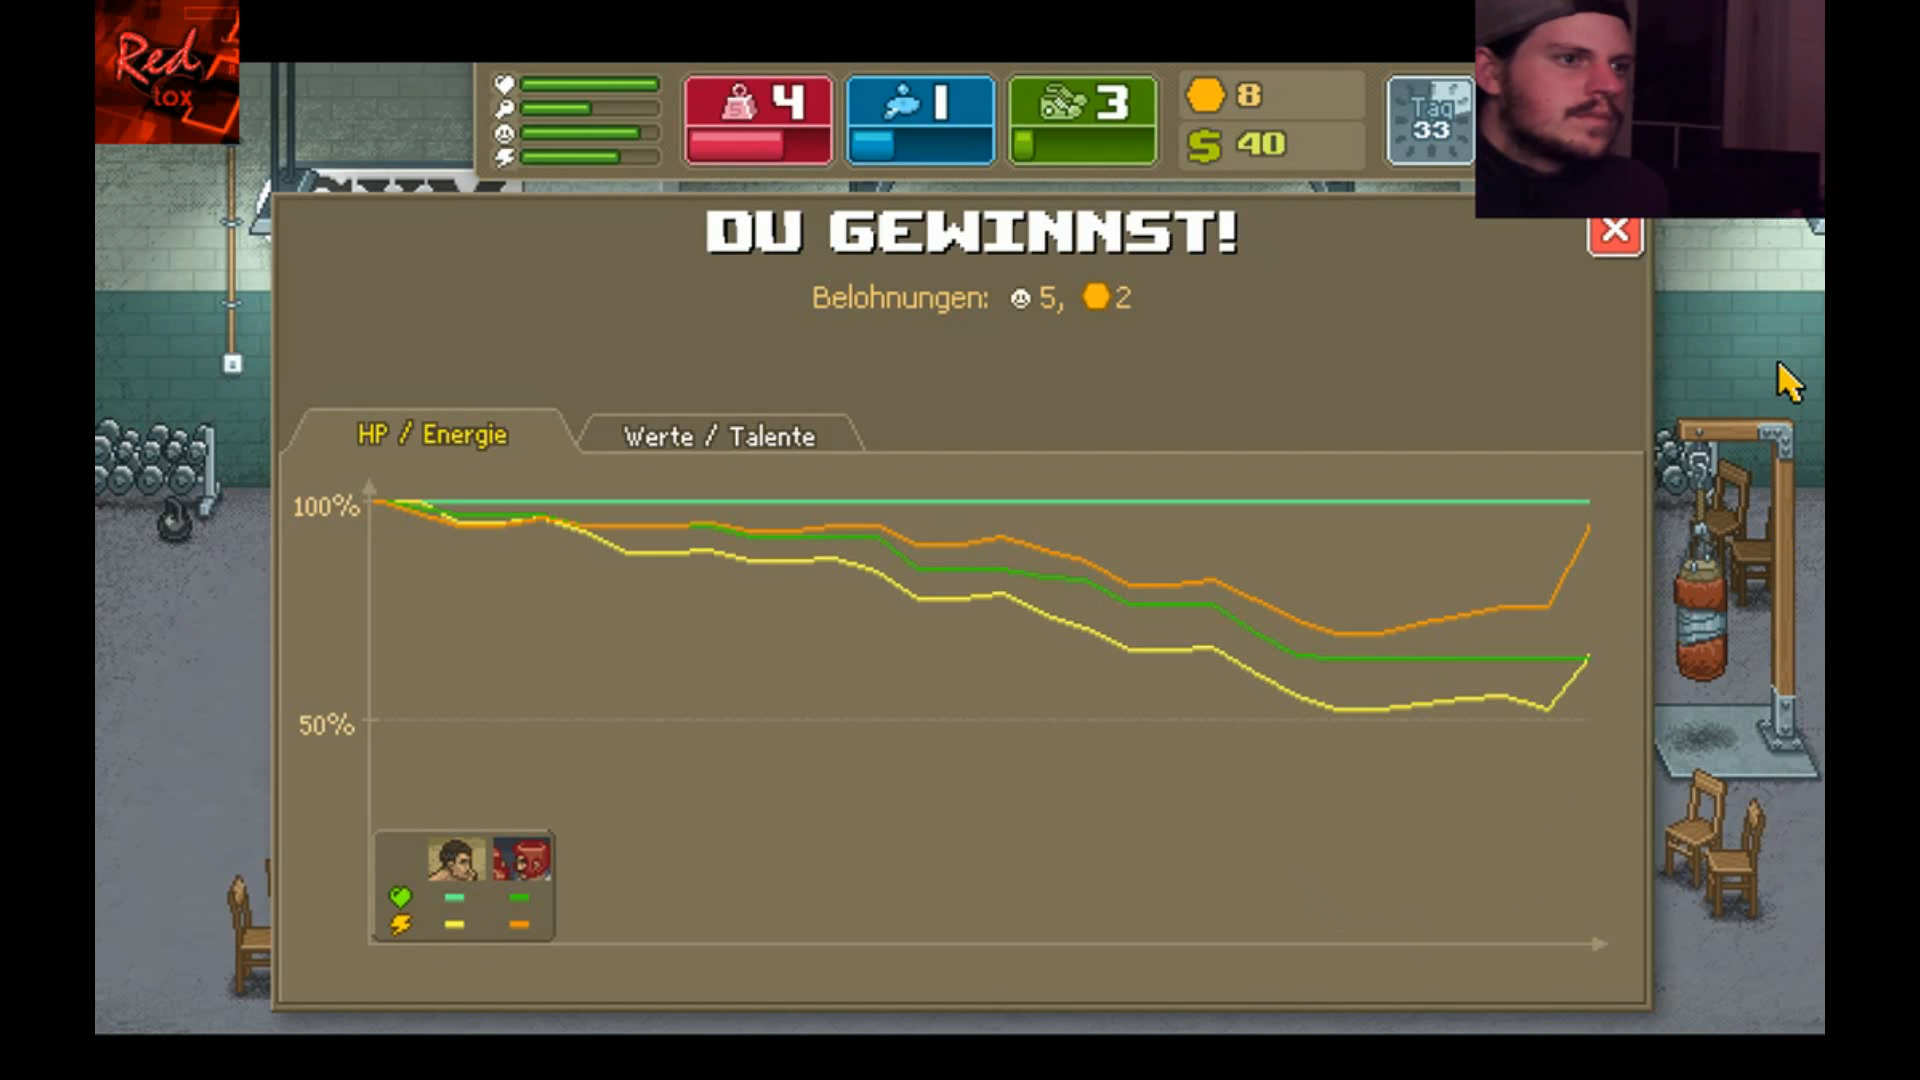 Red
tox
4
1
3
8
$ 40
Tag
33
DU GEWINNST!
Belohnungen: 5, 2
HP / Energie
Werte / Talente
100%
50%